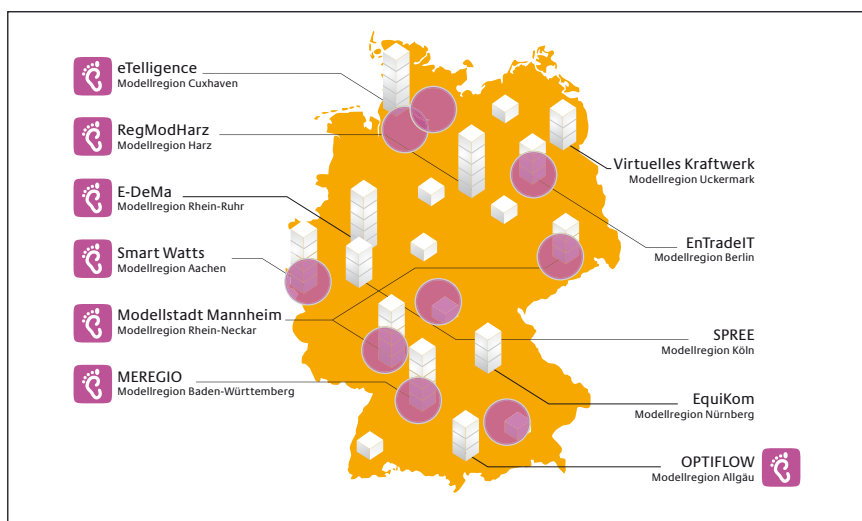 eTelligence
Modellregion Cuxhaven
RegModHarz
Modellregion Harz
E-DeMa
Modellregion Rhein-Ruhr
Smart Watts
Modellregion Aachen
Modellstadt Mannheim
Modellregion Rhein-Neckar
MEREGIO
Modellregion Baden-Württemberg
Virtuelles Kraftwerk
Modellregion Uckermark
EnTradeIT
Modellregion Berlin
SPREE
Modellregion Köln
EquiKom
Modellregion Nürnberg
OPTIFLOW
Modellregion Allgäu